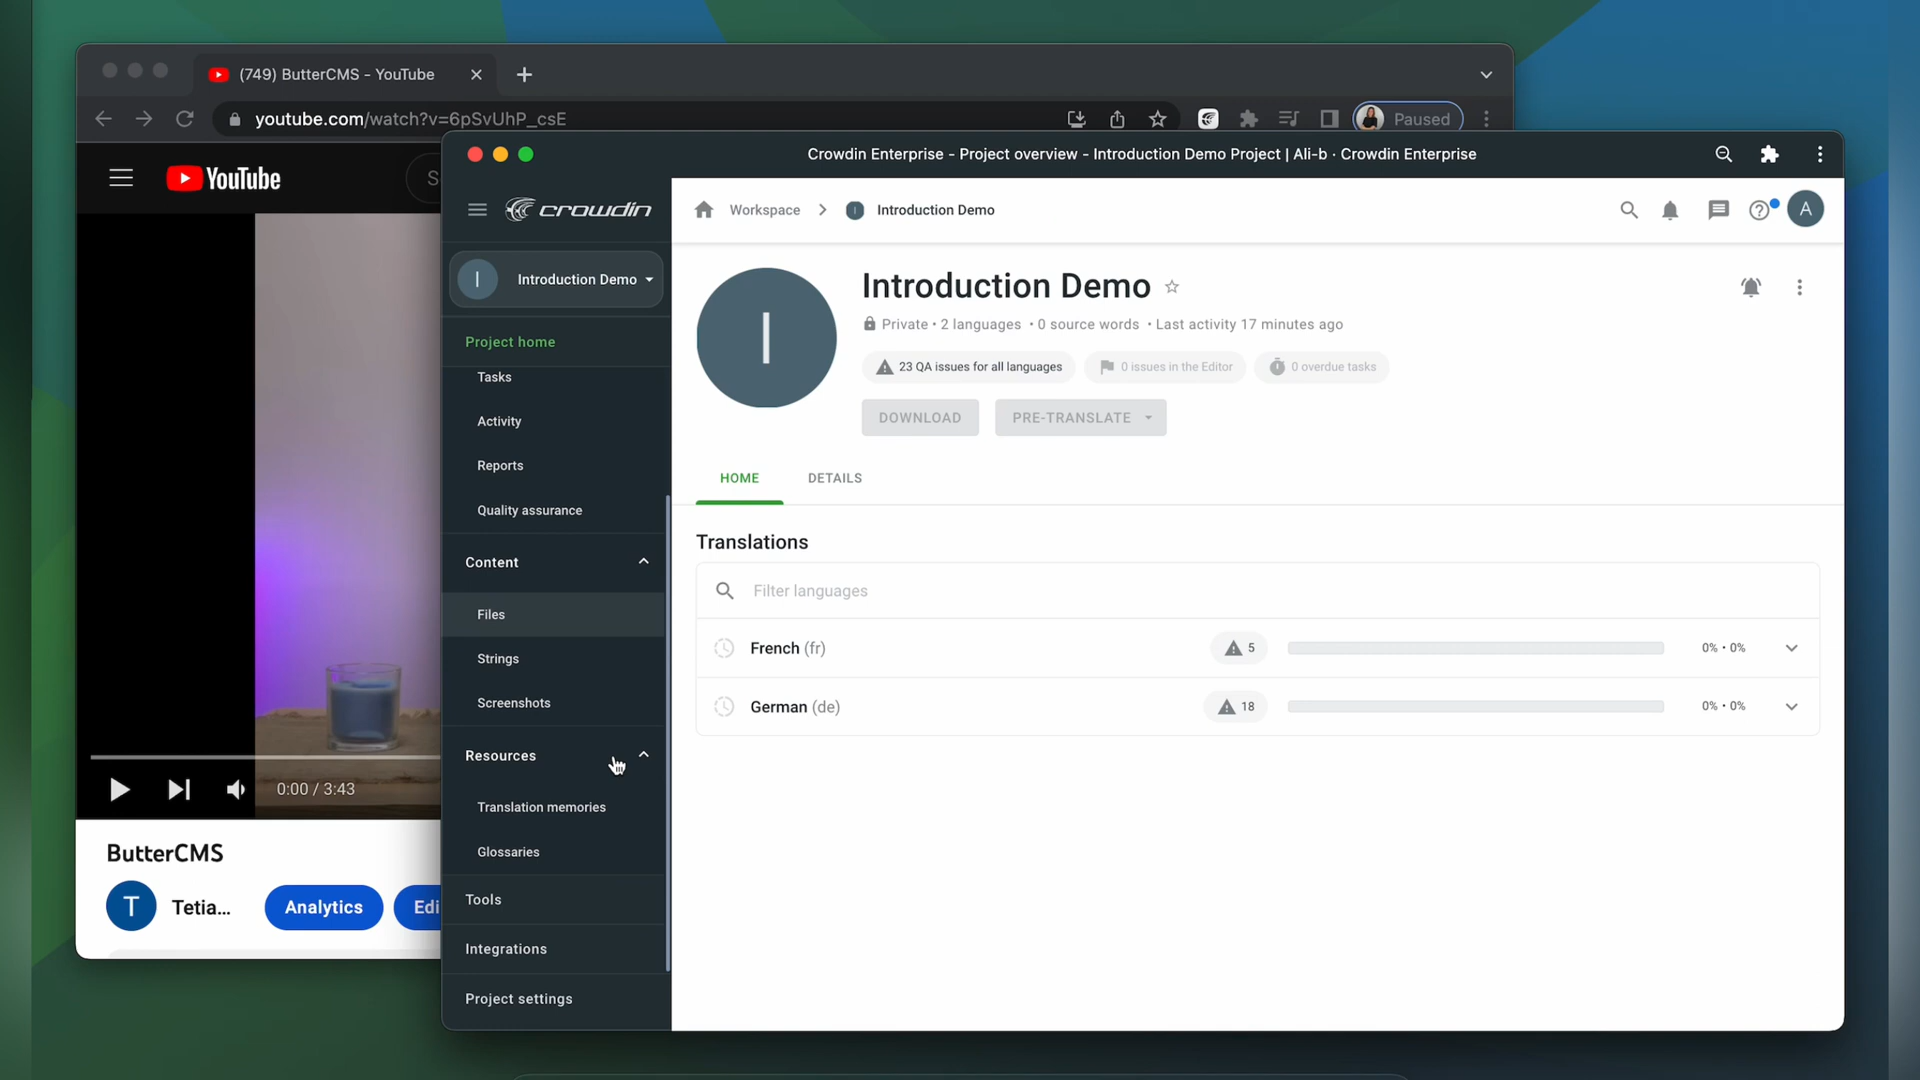 (749) ButterCMS - YouTube
youtube.com/watch?v=6pSvUhP_csE
Paused
YouTube
S
0:00 / 3:43
ButterCMS
T
Tetia...
Analytics
Edi
Crowdin Enterprise - Project overview - Introduction Demo Project | Ali-b · Crowdin Enterprise
crowdin
I
Introduction Demo
Project home
Tasks
Activity
Reports
Quality assurance
Content
Files
Strings
Screenshots
Resources
Translation memories
Glossaries
Tools
Integrations
Project settings
Workspace
I
Introduction Demo
A
I
Introduction Demo
Private • 2 languages • 0 source words • Last activity 17 minutes ago
23 QA issues for all languages
0 issues in the Editor
0 overdue tasks
DOWNLOAD
PRE-TRANSLATE
HOME
DETAILS
Translations
Filter languages
French (fr)
5
0% • 0%
German (de)
18
0% • 0%